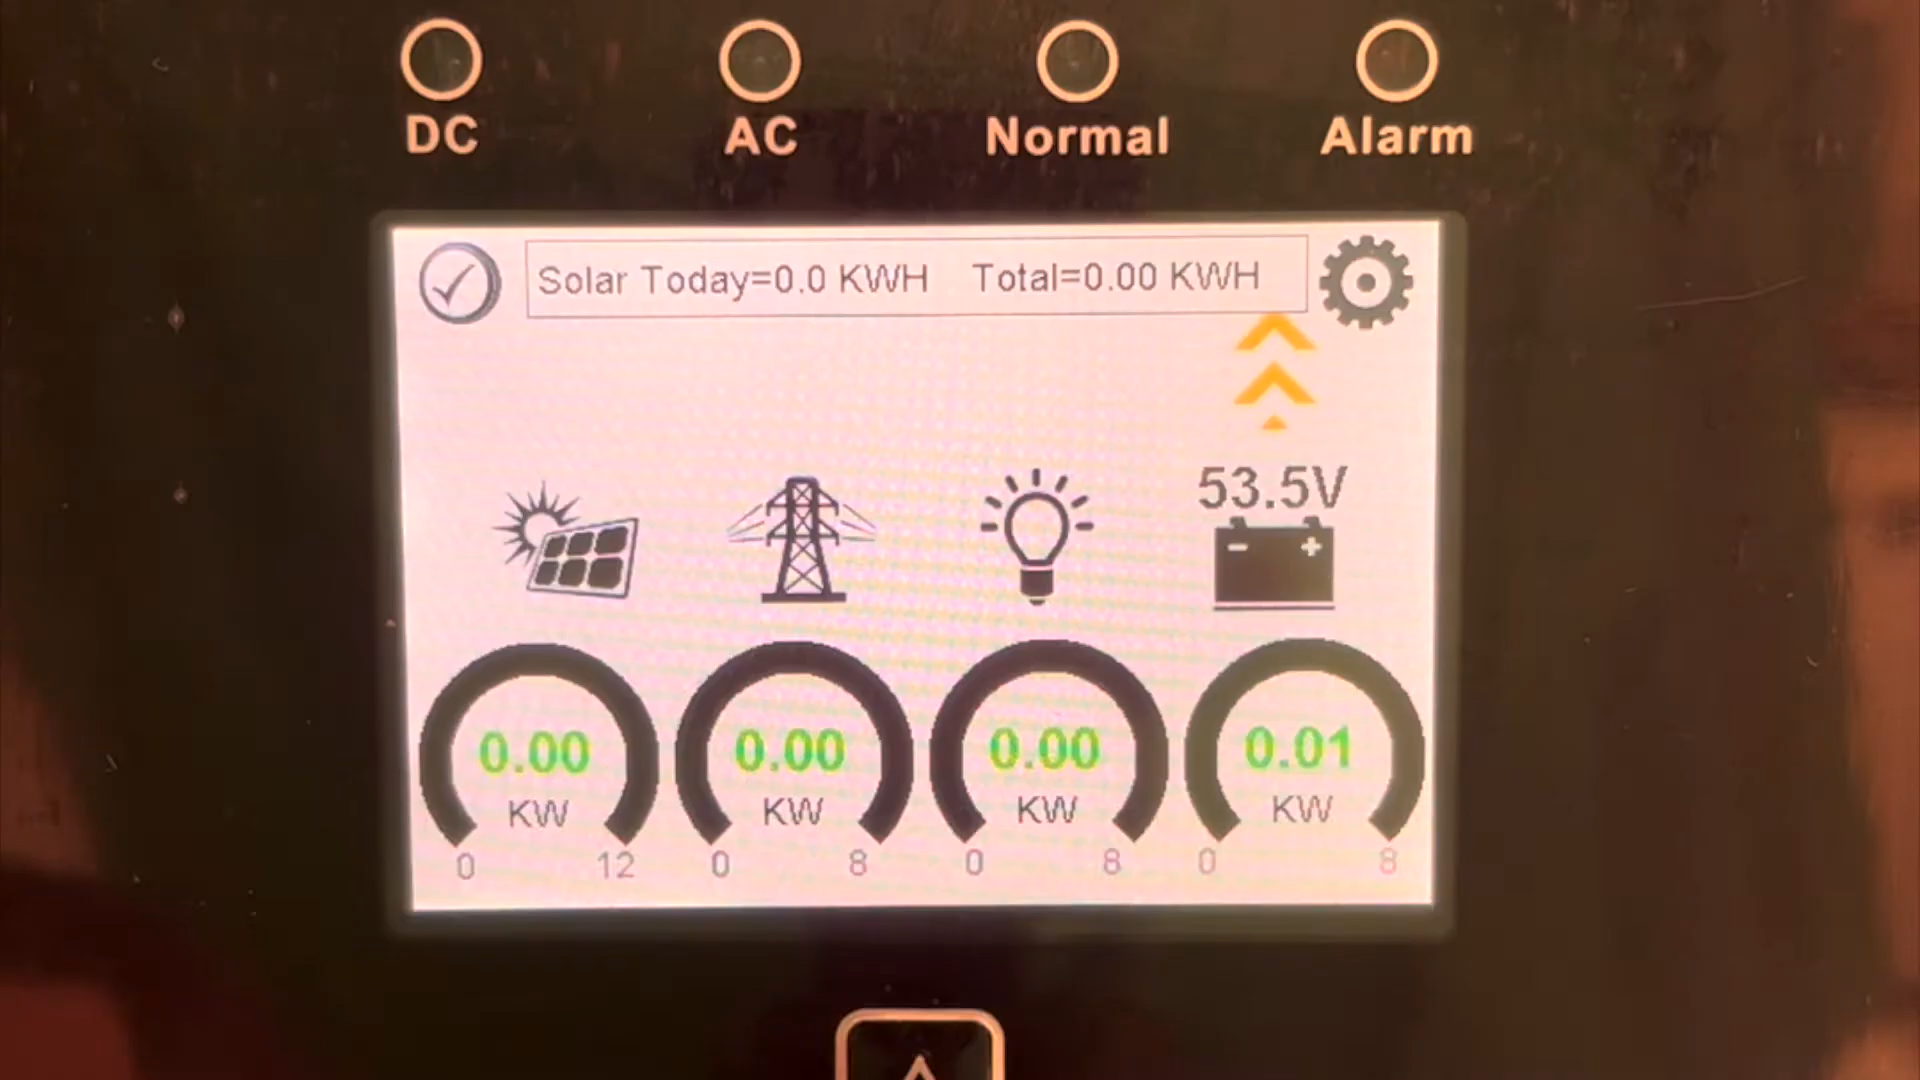 DC AC Normal Alarm
Solar Today=0.0 KWH Total=0.00 KWH
53.5V
- +
0.00 0.00 0.00 0.01
KW KW KW KW
0 12 0 8 0 8 0 8